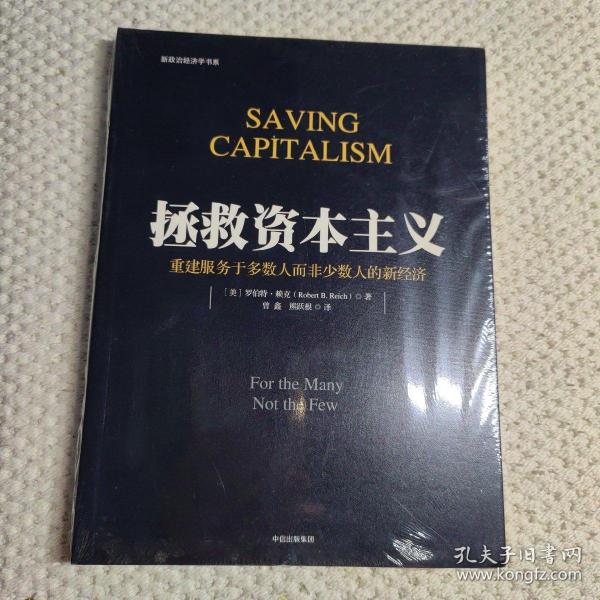 新政治经济学书系
SAVING
CAPITALISM
拯救资本主义
重建服务于多数人而非少数人的新经济
［美］罗伯特·赖克（Robert B. Reich）◎ 著
曾鑫 熊跃根 ◎ 译
For the Many
Not the Few
中信出版集团
孔夫子旧书网
www.kongfz.com